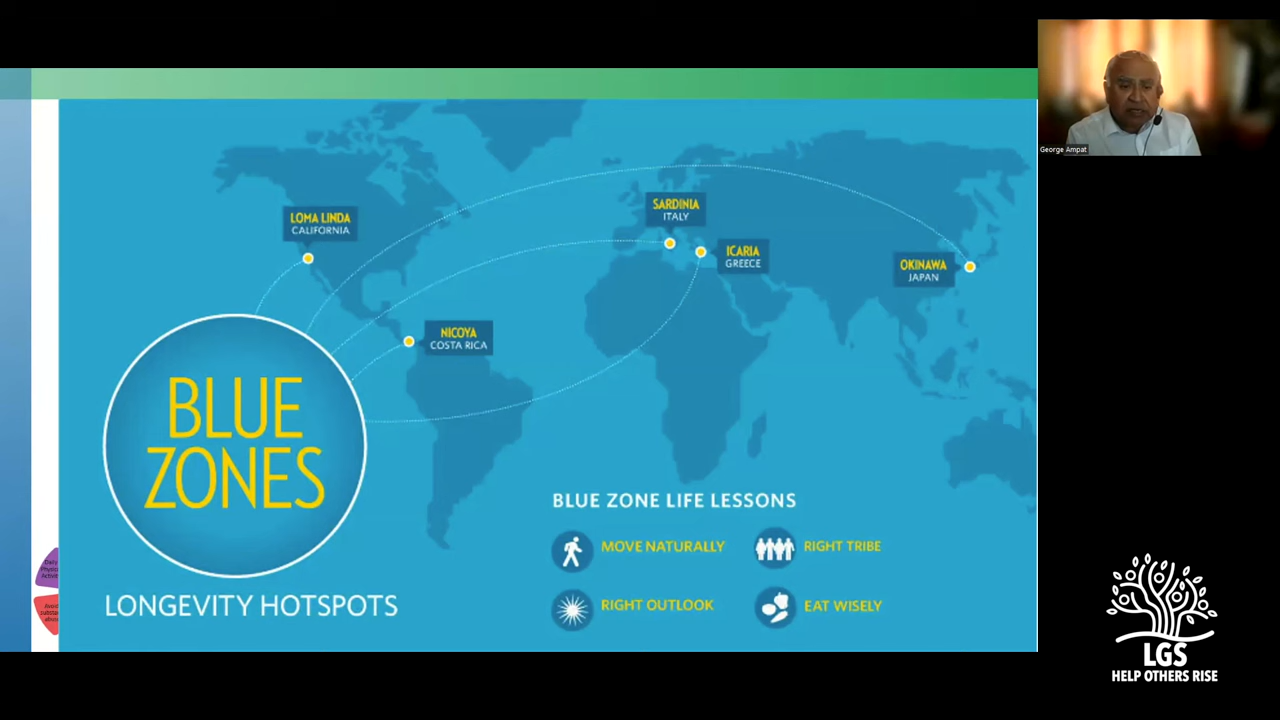 George Ampat
LOMA LINDA
CALIFORNIA
SARDINIA
ITALY
ICARIA
GREECE
OKINAWA
JAPAN
NICOYA
COSTA RICA
BLUE
ZONES
LONGEVITY HOTSPOTS
BLUE ZONE LIFE LESSONS
MOVE NATURALLY
RIGHT TRIBE
RIGHT OUTLOOK
EAT WISELY
Daily
LGS
HELP OTHERS RISE